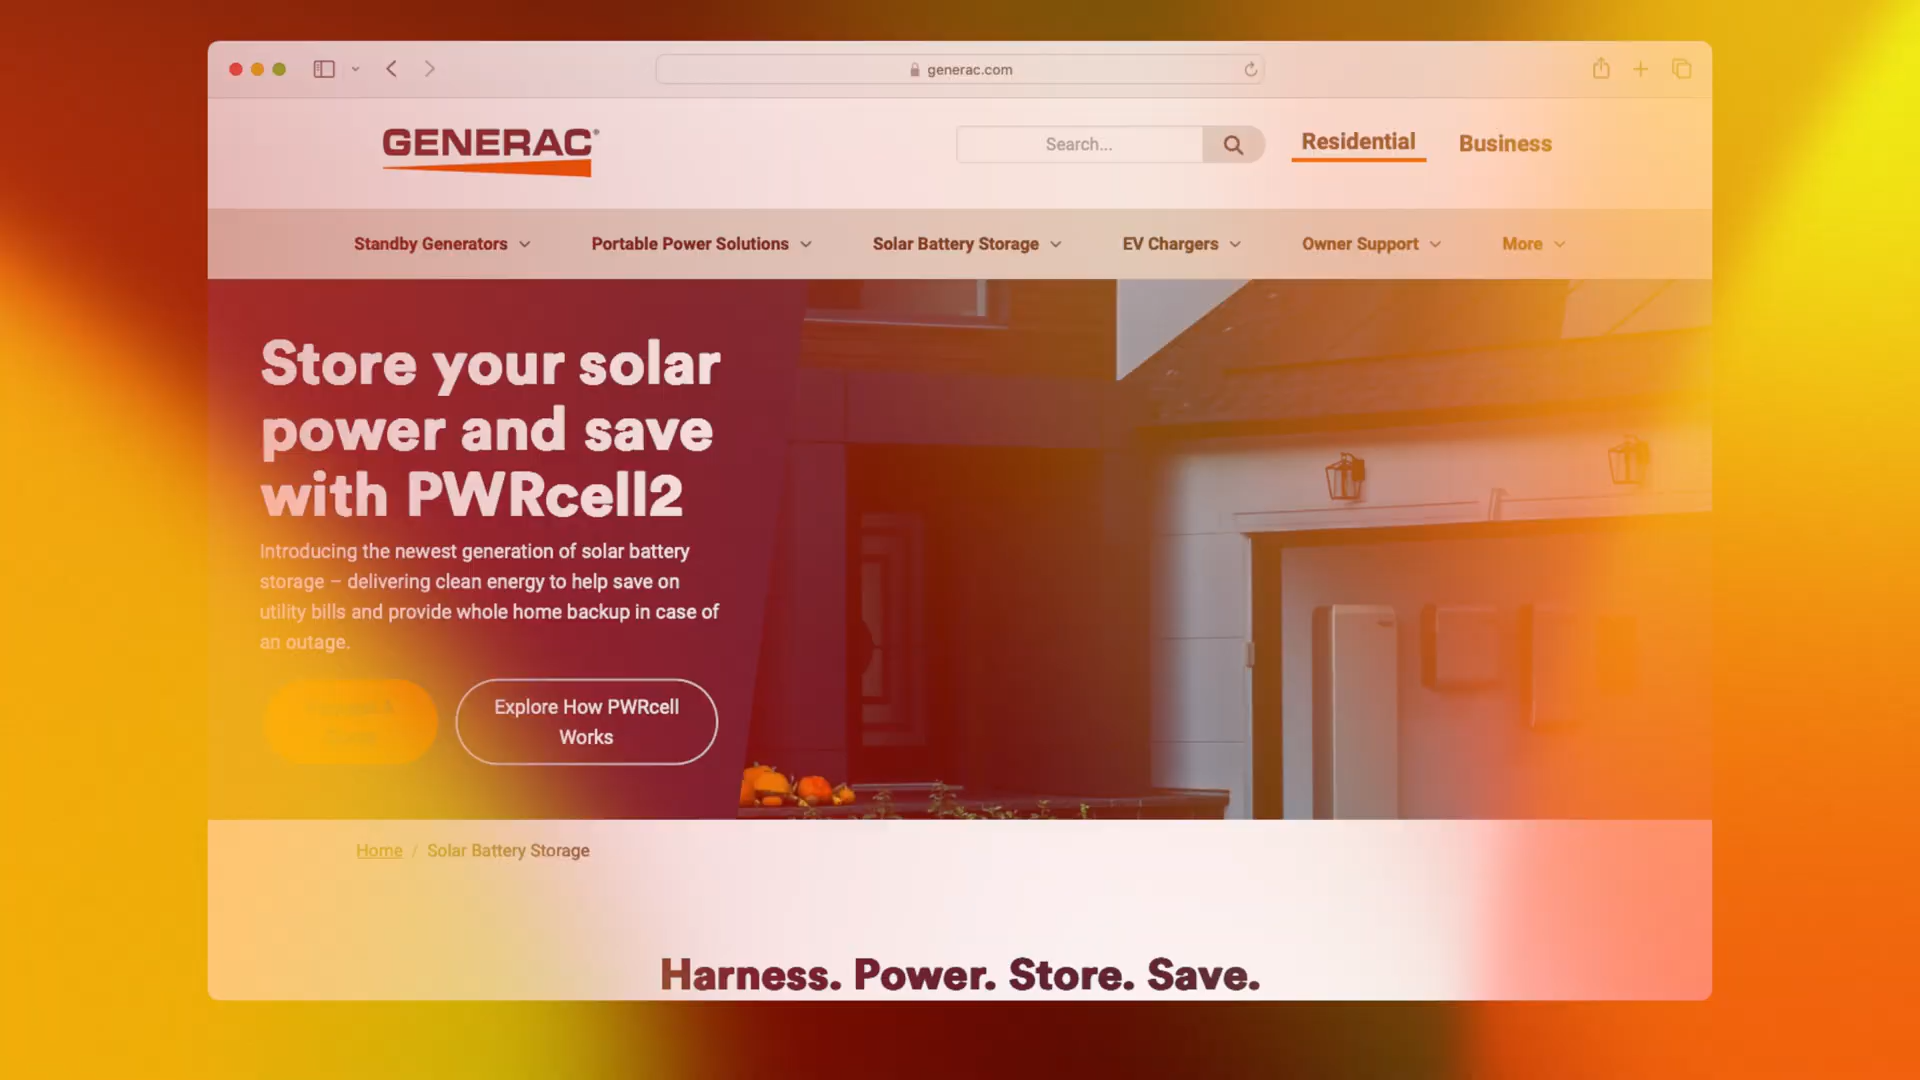 generac.com
GENERAC®
Search...
Residential
Business
Standby Generators
Portable Power Solutions
Solar Battery Storage
EV Chargers
Owner Support
More
Store your solar
power and save
with PWRcell2
Introducing the newest generation of solar battery
storage – delivering clean energy to help save on
utility bills and provide whole home backup in case of
an outage.
Explore How PWRcell
Works
Home / Solar Battery Storage
Harness. Power. Store. Save.